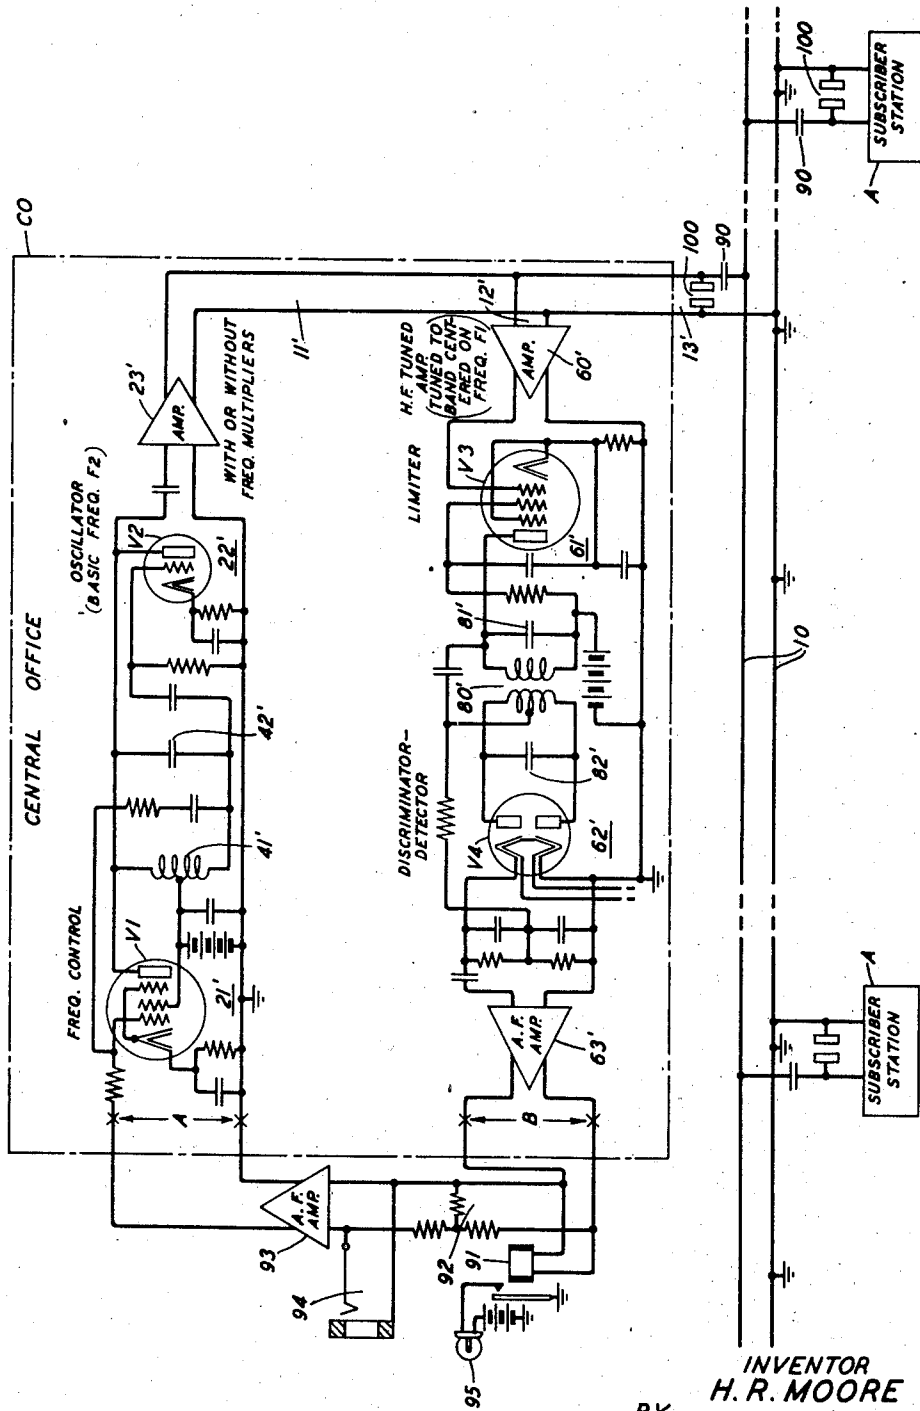 CO
CENTRAL OFFICE
FREQ. CONTROL
V1
21'
41'
42'
OSCILLATOR
(BASIC FREQ. F2)
V2
22'
23'
AMP.
WITH OR WITHOUT
FREQ. MULTIPLIERS
11'
A
B
93
A.F.
AMP.
94
92
91
95
A.F.
AMP.
63'
DISCRIMINATOR-
DETECTOR
V4
62'
82'
80'
81'
LIMITER
V3
61'
H.F. TUNED
AMP.
(TUNED TO
BAND CENT-
ERED ON
FREQ. F1)
AMP.
60'
12'
13'
100
90
10
A
SUBSCRIBER
STATION
90
100
A
SUBSCRIBER
STATION
INVENTOR
H. R. MOORE
BY